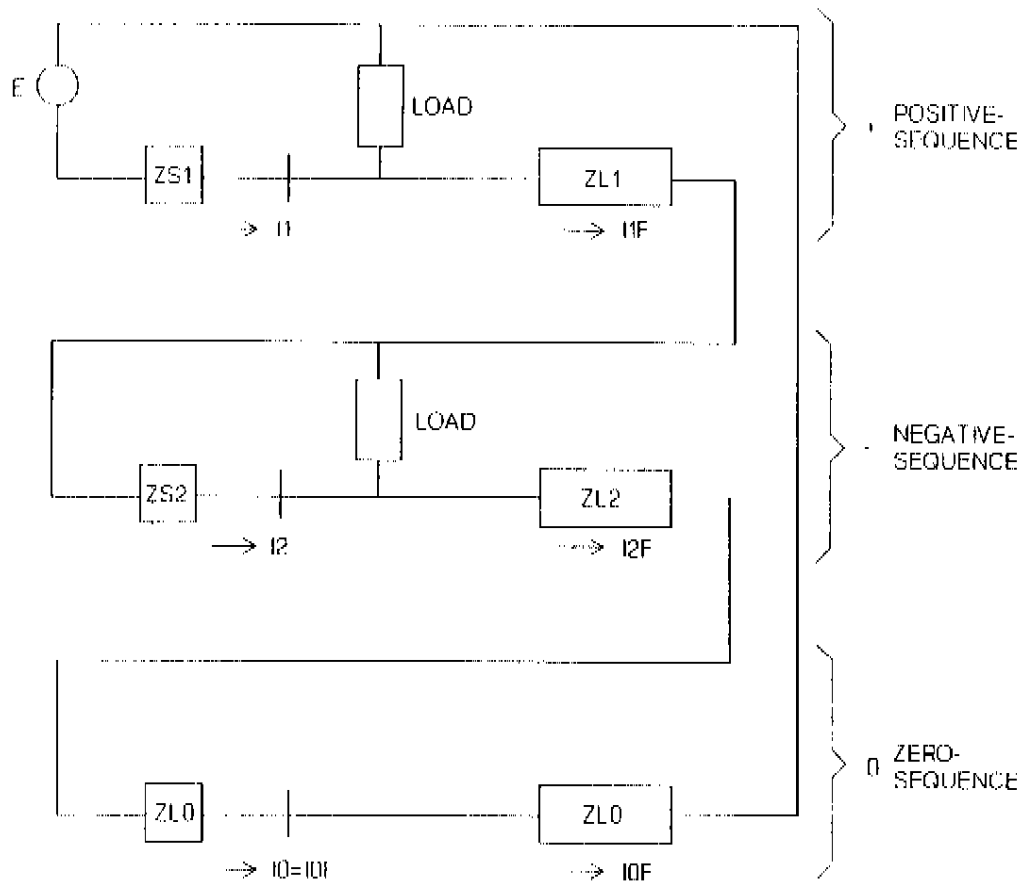 E
LOAD
POSITIVE-
SEQUENCE
ZS1
ZL1
I1
I1F
LOAD
NEGATIVE-
SEQUENCE
-
ZS2
ZL2
I2
I2F
0
ZERO-
SEQUENCE
ZL0
ZL0
I0=I0F
I0F